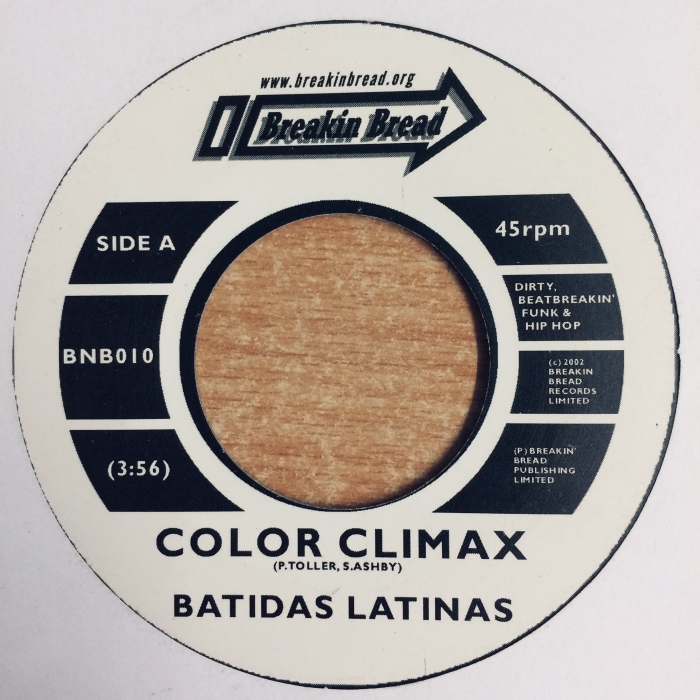 www.breakinbread.org
Breakin Bread
SIDE A
BNB010
(3:56)
45rpm
DIRTY,
BEATBREAKIN'
FUNK &
HIP HOP
(c) 2002
BREAKIN
BREAD
RECORDS
LIMITED
(P) BREAKIN'
BREAD
PUBLISHING
LIMITED
COLOR CLIMAX
(P.TOLLER, S.ASHBY)
BATIDAS LATINAS